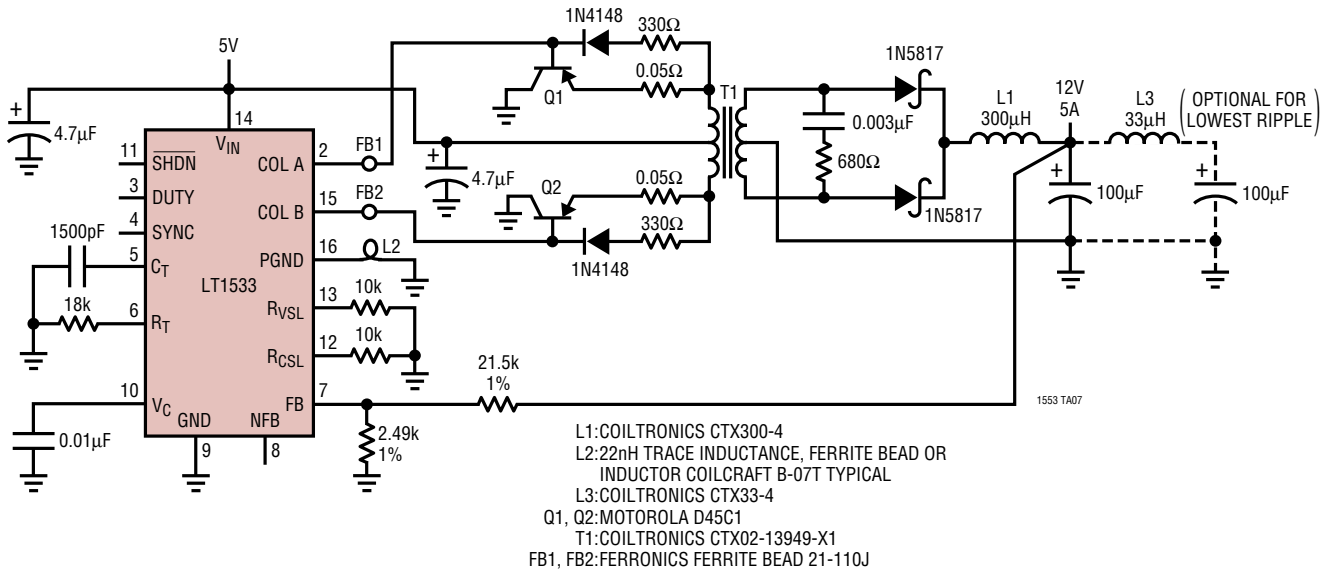 1N4148
330Ω
5V
0.05Ω
1N5817
Q1
T1
12V
5A
L1
300µH
L3
33µH
(OPTIONAL FOR
LOWEST RIPPLE)
+
4.7µF
14
VIN
0.003µF
11
SHDN
2
FB1
COL A
+
4.7µF
680Ω
3
DUTY
15
FB2
COL B
Q2
0.05Ω
+
100µF
+
100µF
4
SYNC
330Ω
1N5817
1500pF
5
CT
16
L2
PGND
1N4148
LT1533
18k
6
RT
13
10k
RVSL
12
10k
RCSL
21.5k
1%
10
VC
7
FB
1553 TA07
0.01µF
GND
NFB
9
8
2.49k
1%
L1:COILTRONICS CTX300-4
L2:22nH TRACE INDUCTANCE, FERRITE BEAD OR
INDUCTOR COILCRAFT B-07T TYPICAL
L3:COILTRONICS CTX33-4
Q1, Q2:MOTOROLA D45C1
T1:COILTRONICS CTX02-13949-X1
FB1, FB2:FERRONICS FERRITE BEAD 21-110J